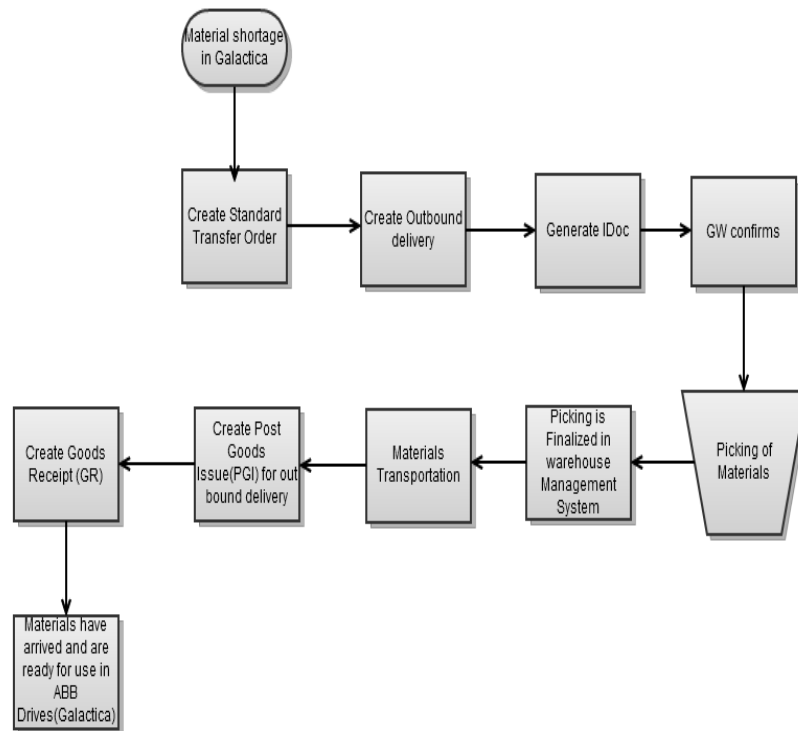 Material shortage
in Galactica
Create Standard
Transfer Order
Create Outbound
delivery
Generate IDoc
GW confirms
Picking of
Materials
Picking is
Finalized in
warehouse
Management
System
Materials
Transportation
Create Post
Goods
Issue(PGI) for out
bound delivery
Create Goods
Receipt (GR)
Materials have
arrived and are
ready for use in
ABB
Drives(Galactica)